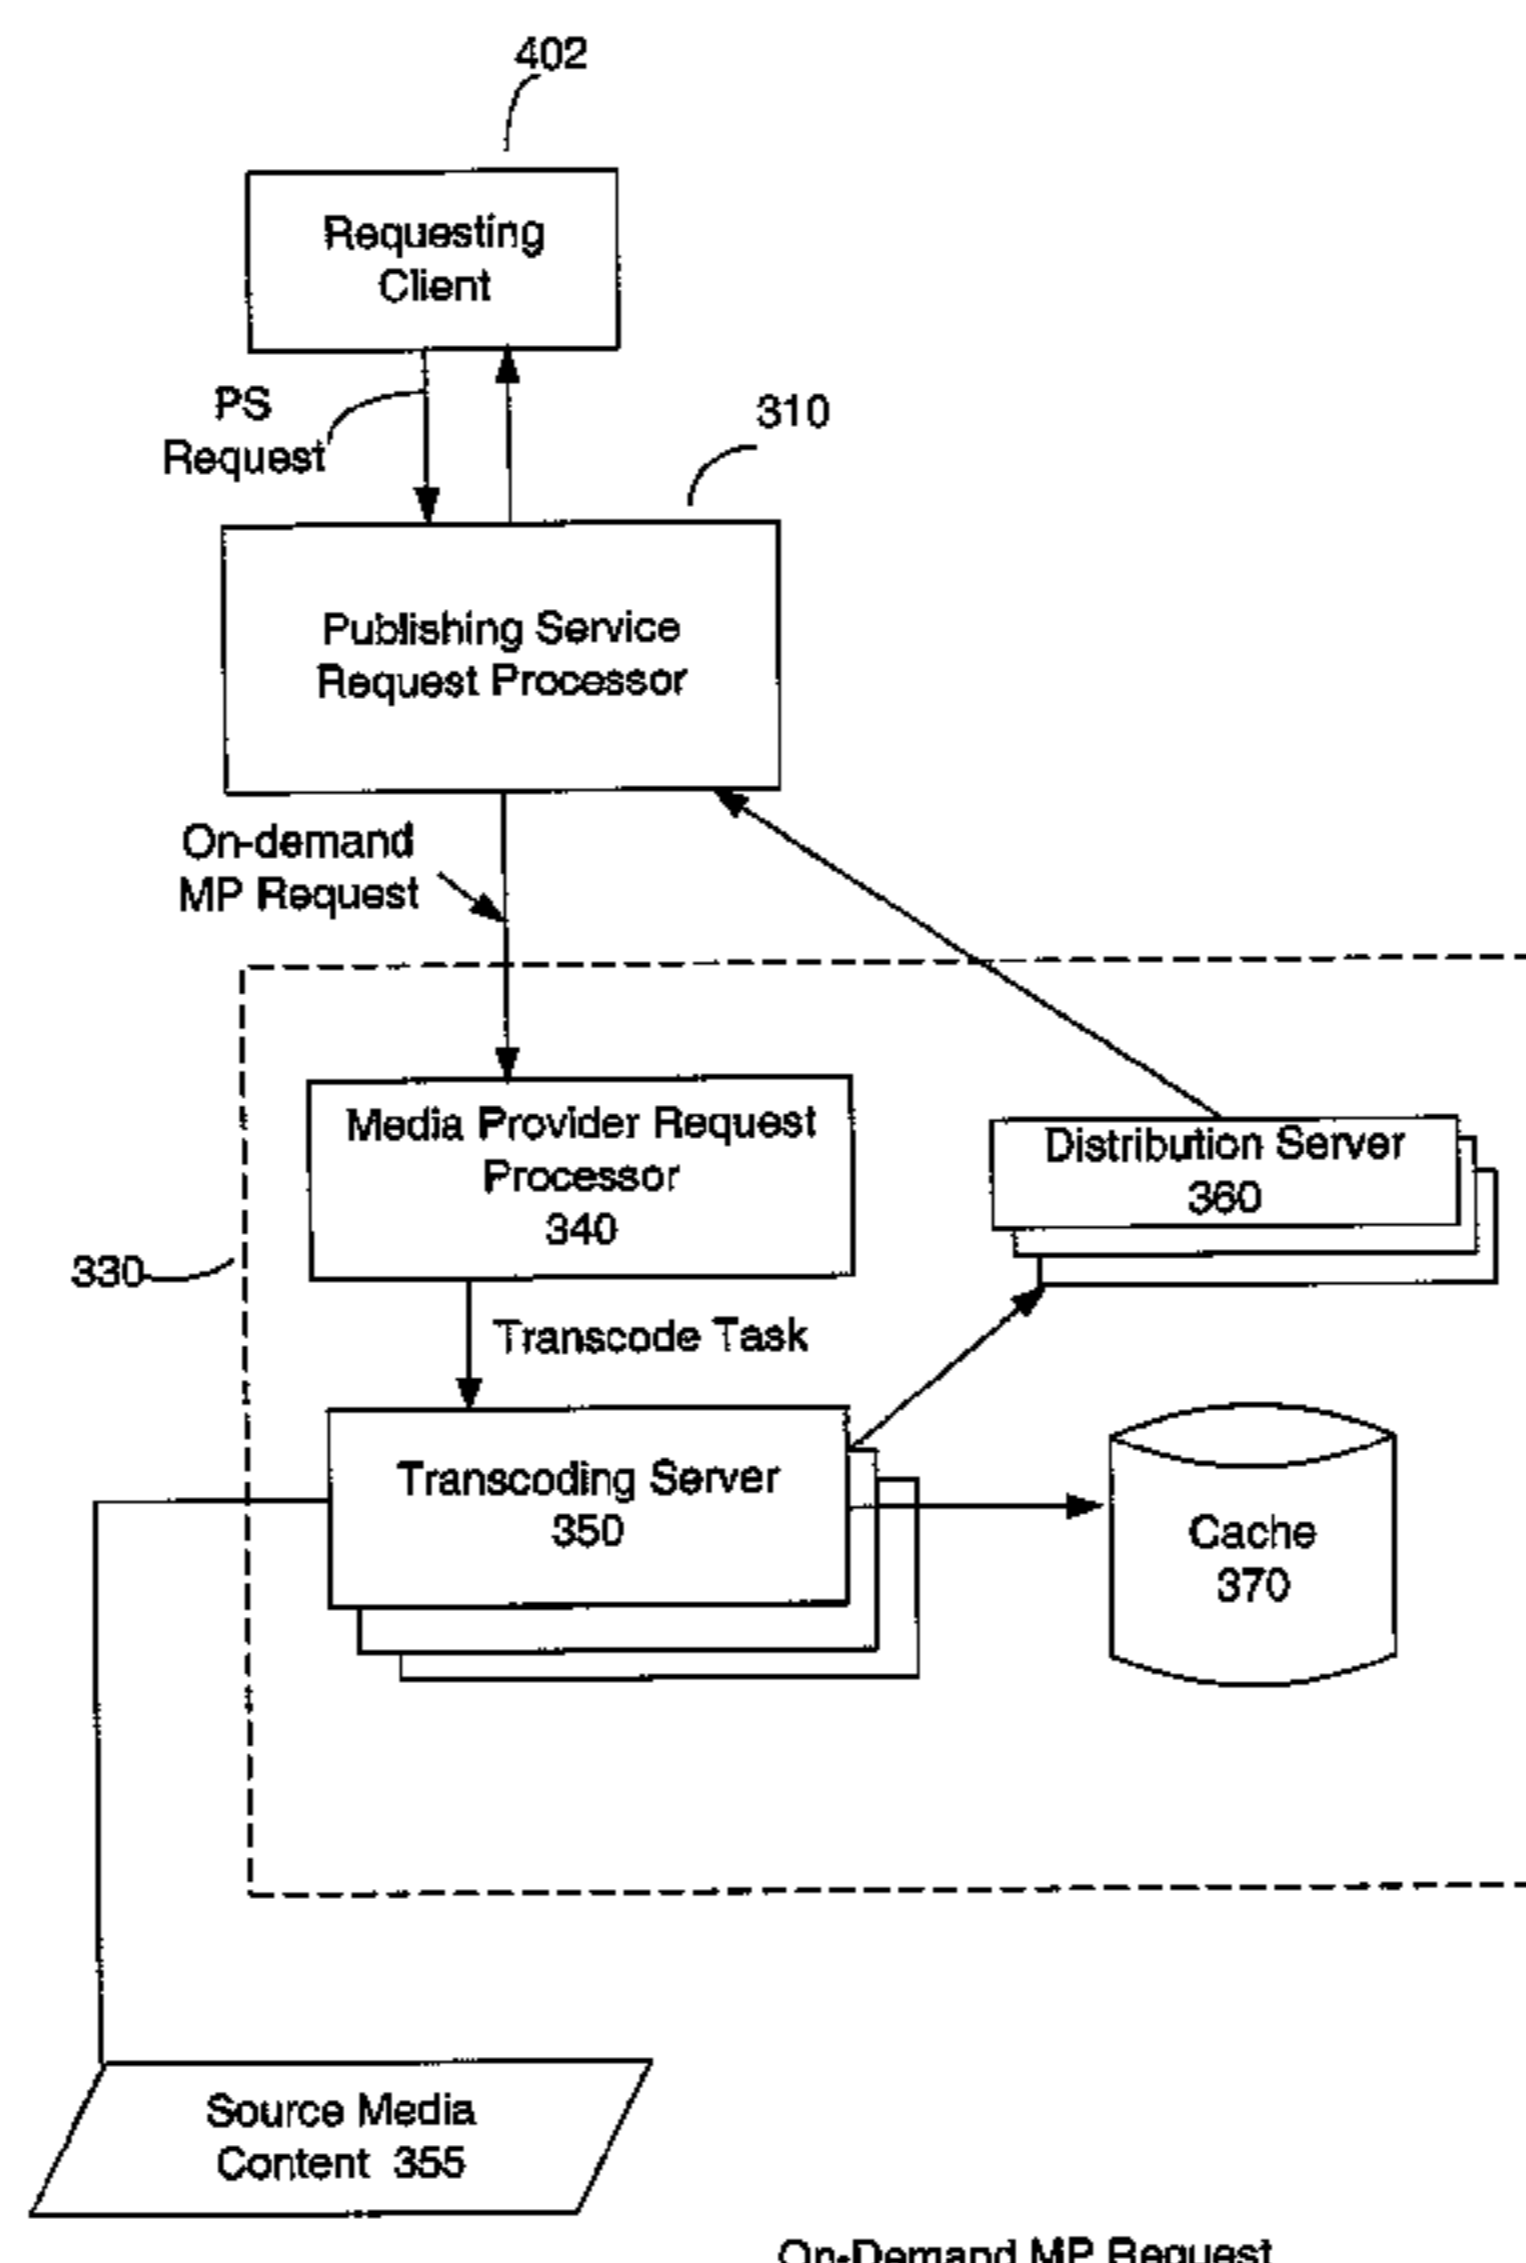 402
Requesting
Client
PS
Request
310
Publishing Service
Request Processor
On-demand
MP Request
Media Provider Request
Processor
340
Distribution Server
360
330
Transcode Task
Transcoding Server
350
Cache
370
Source Media
Content 355
On-Demand MP Request